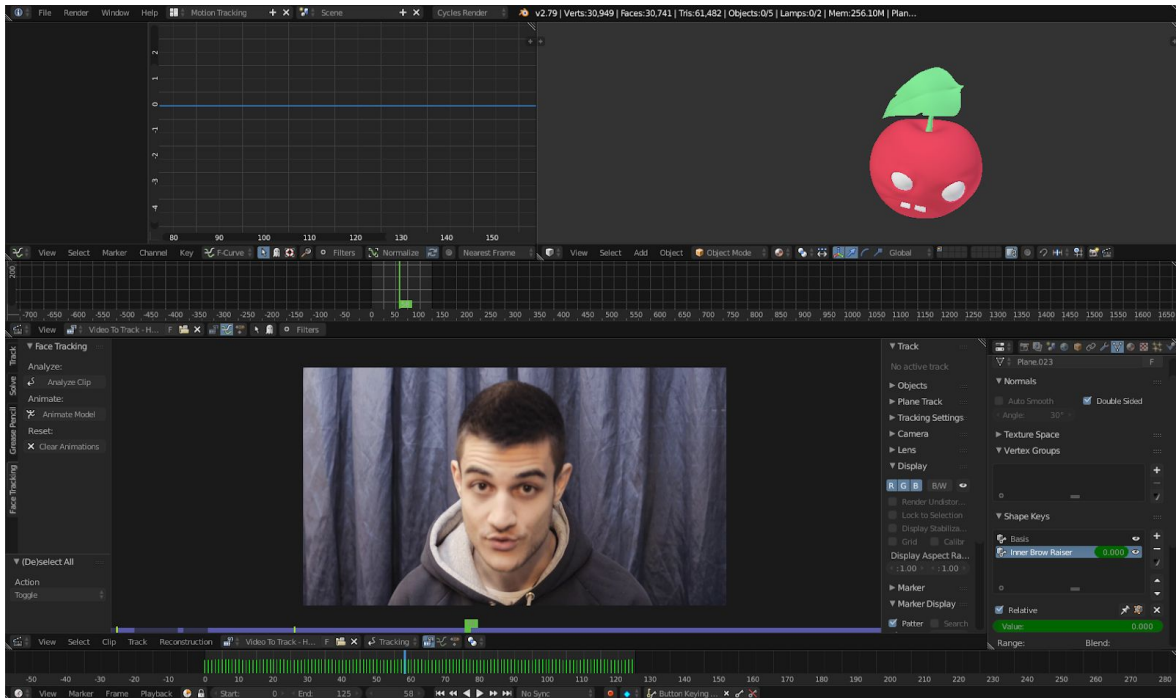 File Render Window Help Motion Tracking Scene Cycles Render v2.79 | Verts:30,949 | Faces:30,741 | Tris:61,482 | Objects:0/5 | Lamps:0/2 | Mem:256.10M | Plan...
2
1
0
-1
-2
-3
-4
80 90 100 110 120 130 140 150
View Select Marker Channel Key F-Curve Filters Normalize Nearest Frame
View Select Add Object Object Mode Global
200
-700 -650 -600 -550 -500 -450 -400 -350 -300 -250 -200 -150 -100 -50 0 50 100 150 200 250 300 350 400 450 500 550 600 650 700 750 800 850 900 950 1000 1050 1100 1150 1200 1250 1300 1350 1400 1450 1500 1550 1600 1650
View Video To Track - H... F Filters
Track
Solve
Grease Pencil
Face Tracking
Face Tracking
Analyze:
Analyze Clip
Animate:
Animate Model
Reset:
Clear Animations
(De)select All
Action
Toggle
Track
No active track
Objects
Plane Track
Tracking Settings
Camera
Lens
Display
R G B B/W
Render Undistor...
Lock to Selection
Display Stabiliza...
Grid Calibr
Display Aspect Ra...
:1.00 :1.00
Marker
Marker Display
Patter Search
Plane.023 F
Normals
Auto Smooth Double Sided
Angle: 30°
Texture Space
Vertex Groups
Shape Keys
Basis
Inner Brow Raiser 0.000
Relative
Value: 0.000
Range: Blend:
View Select Clip Track Reconstruction Video To Track - H... F Tracking
-50 -40 -30 -20 -10 0 10 20 30 40 50 60 70 80 90 100 110 120 130 140 150 160 170 180 190 200 210 220 230 240 250 260 270 280
View Marker Frame Playback Start: 0 End: 125 58 No Sync Button Keying ...